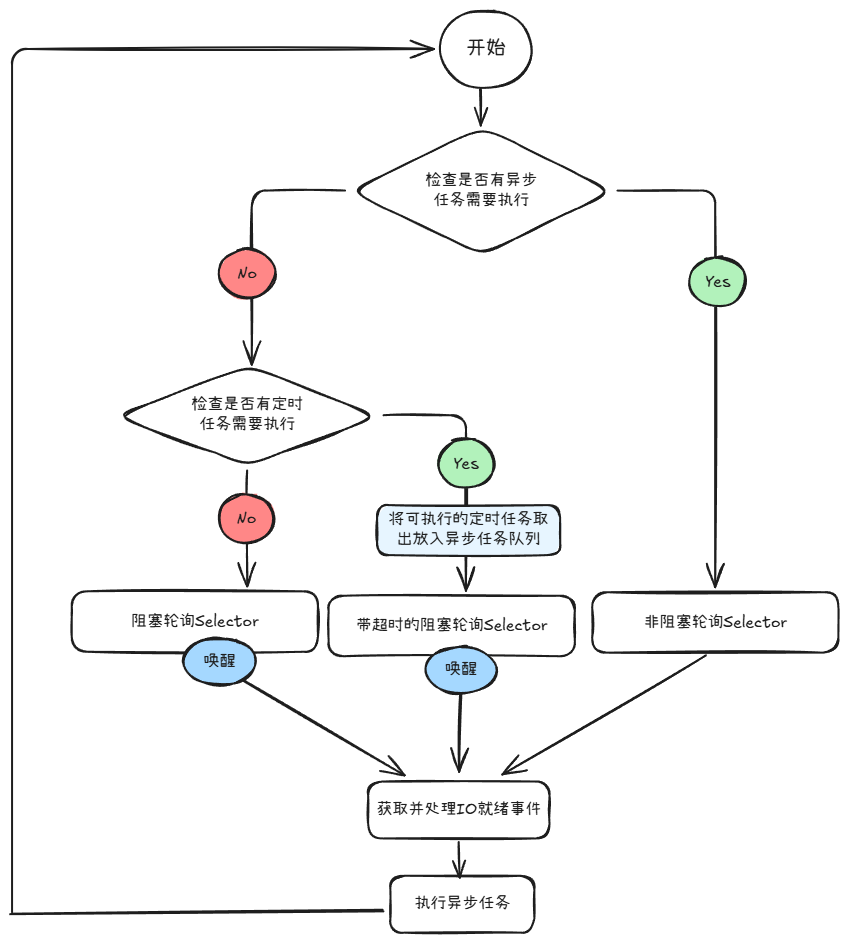 开始
检查是否有异步
任务需要执行
No
Yes
检查是否有定时
任务需要执行
Yes
No
将可执行的定时任务取
出放入异步任务队列
阻塞轮询Selector
带超时的阻塞轮询Selector
非阻塞轮询Selector
唤醒
唤醒
获取并处理IO就绪事件
执行异步任务